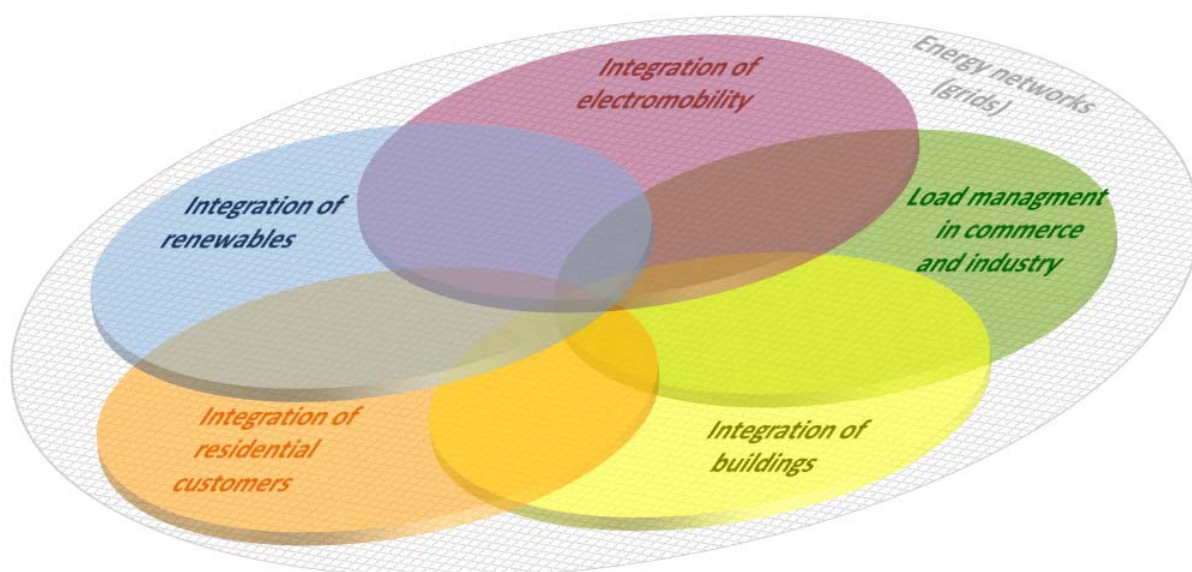 Integration of
electromobility
Energy networks
(grids)
Integration of
renewables
Load managment
in commerce
and industry
Integration of
residential
customers
Integration of
buildings